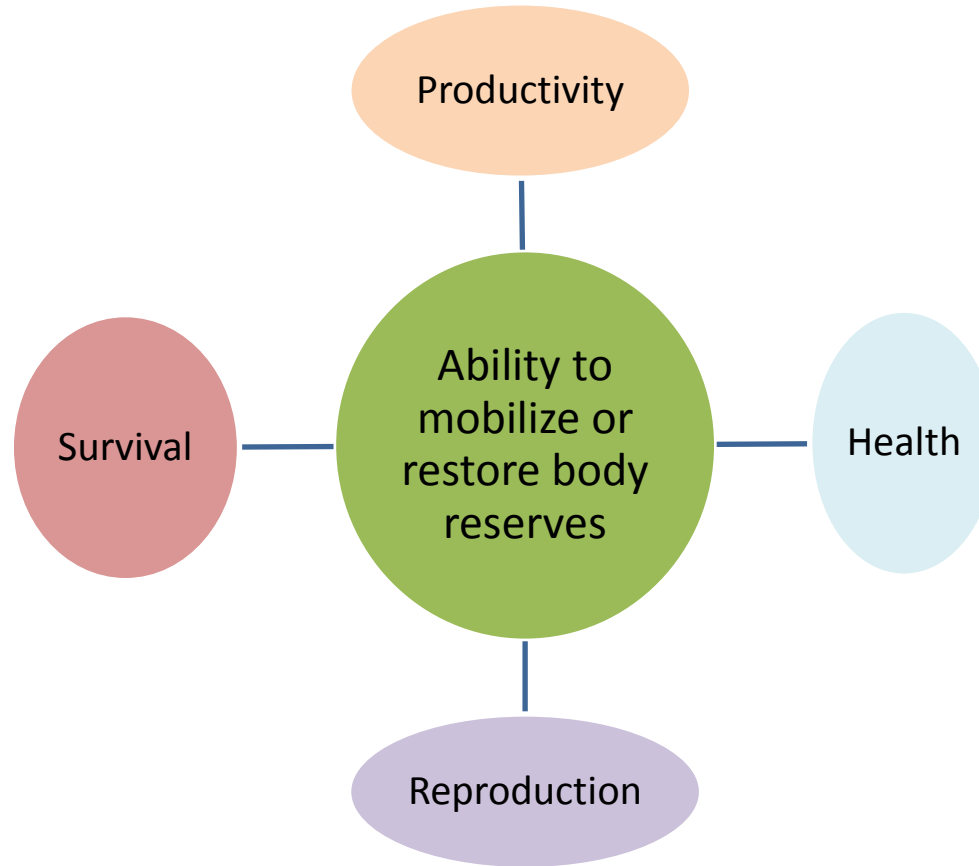 Productivity
Survival
Ability to
mobilize or
restore body
reserves
Health
Reproduction